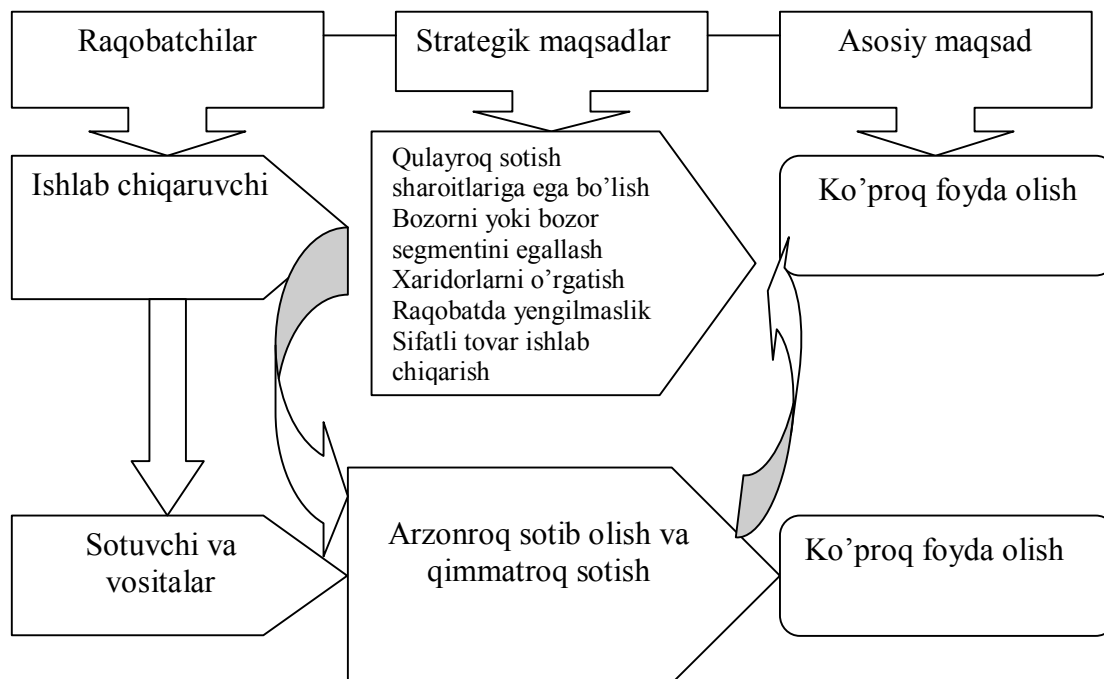 Raqobatchilar
Strategik maqsadlar
Asosiy maqsad
Ishlab chiqaruvchi
Qulayroq sotish
sharoitlariga ega bo’lish
Bozorni yoki bozor
segmentini egallash
Xaridorlarni o’rgatish
Raqobatda yengilmaslik
Sifatli tovar ishlab
chiqarish
Ko’proq foyda olish
Sotuvchi va
vositalar
Arzonroq sotib olish va
qimmatroq sotish
Ko’proq foyda olish